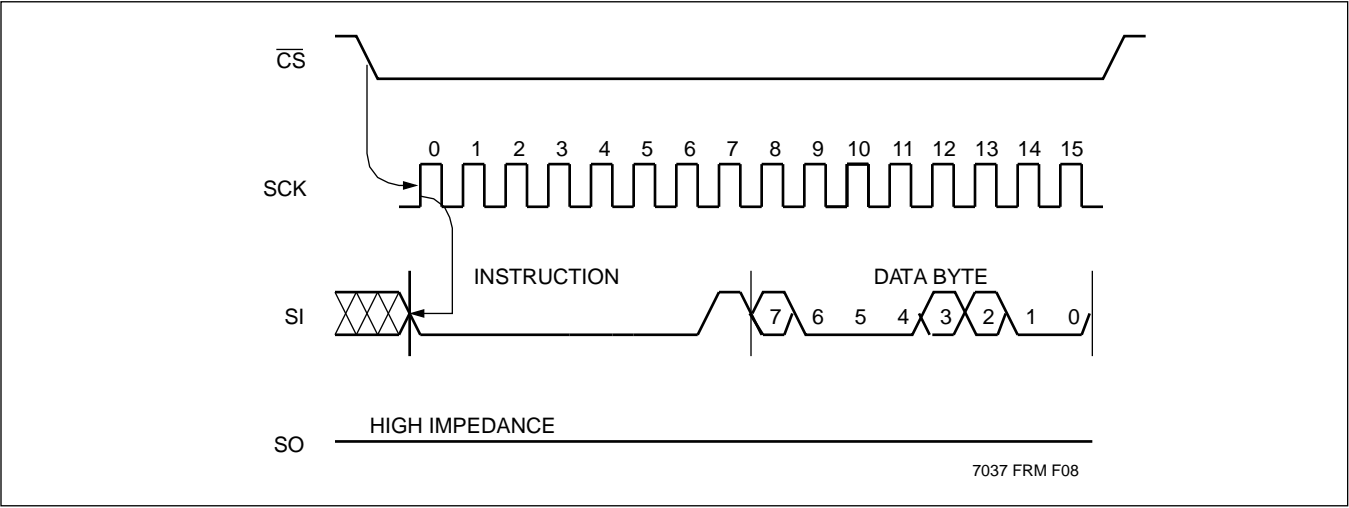 C̅S̅
0 1 2 3 4 5 6 7 8 9 10 11 12 13 14 15
SCK
INSTRUCTION DATA BYTE
SI 7 6 5 4 3 2 1 0
HIGH IMPEDANCE
SO
7037 FRM F08